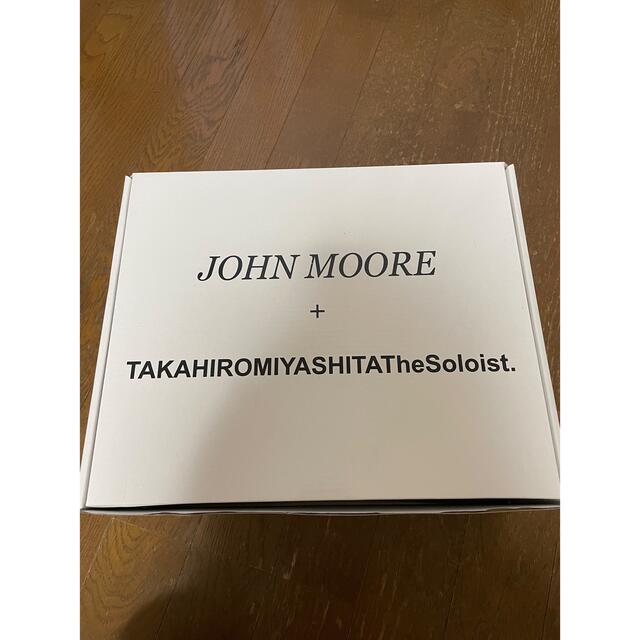 JOHN MOORE
+
TAKAHIROMIYASHITATheSoloist.